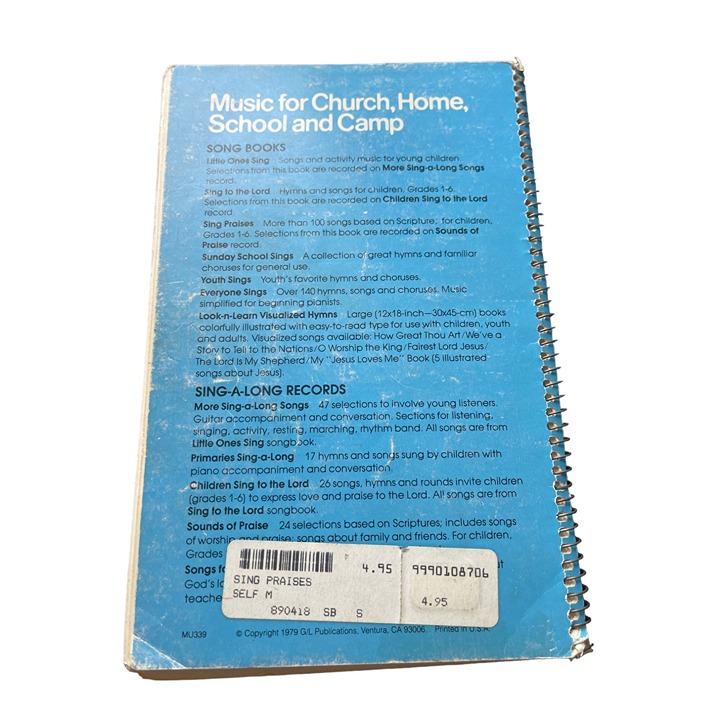 Music for Church, Home,
School and Camp
SONG BOOKS
Little Ones Sing Songs and activity music for young children
Selections from this book are recorded on More Sing-a-Long Songs
record.
Sing to the Lord Hymns and songs for children, Grades 1-6.
Selections from this book are recorded on Children Sing to the Lord
record.
Sing Praises More than 100 songs based on Scripture; for children,
Grades 1-6. Selections from this book are recorded on Sounds of
Praise record.
Sunday School Sings A collection of great hymns and familiar
choruses for general use.
Youth Sings Youth's favorite hymns and choruses.
Everyone Sings Over 140 hymns, songs and choruses. Music
simplified for beginning pianists.
Look-n-Learn Visualized Hymns Large (12x18-inch—30x45-cm) books
colorfully illustrated with easy-to-read type for use with children, youth
and adults. Visualized songs available: How Great Thou Art/We've a
Story to Tell to the Nations/O Worship the King/Fairest Lord Jesus/
The Lord Is My Shepherd/My "Jesus Loves Me" Book (5 illustrated
songs about Jesus).
SING-A-LONG RECORDS
More Sing-a-Long Songs 47 selections to involve young listeners.
Guitar accompaniment and conversation. Sections for listening,
singing, activity, resting, marching, rhythm band. All songs are from
Little Ones Sing songbook.
Primaries Sing-a-Long 17 hymns and songs sung by children with
piano accompaniment and conversation.
Children Sing to the Lord 26 songs, hymns and rounds invite children
(grades 1-6) to express love and praise to the Lord. All songs are from
Sing to the Lord songbook.
Sounds of Praise 24 selections based on Scriptures; includes songs
of worship and praise; songs about family and friends. For children,
Grades
Songs
God's
teache
4.95 9990108706
SING PRAISES
SELF M 4.95
890418 SB S
MU339 © Copyright 1979 G/L Publications, Ventura, CA 93006. Printed in U.S.A.